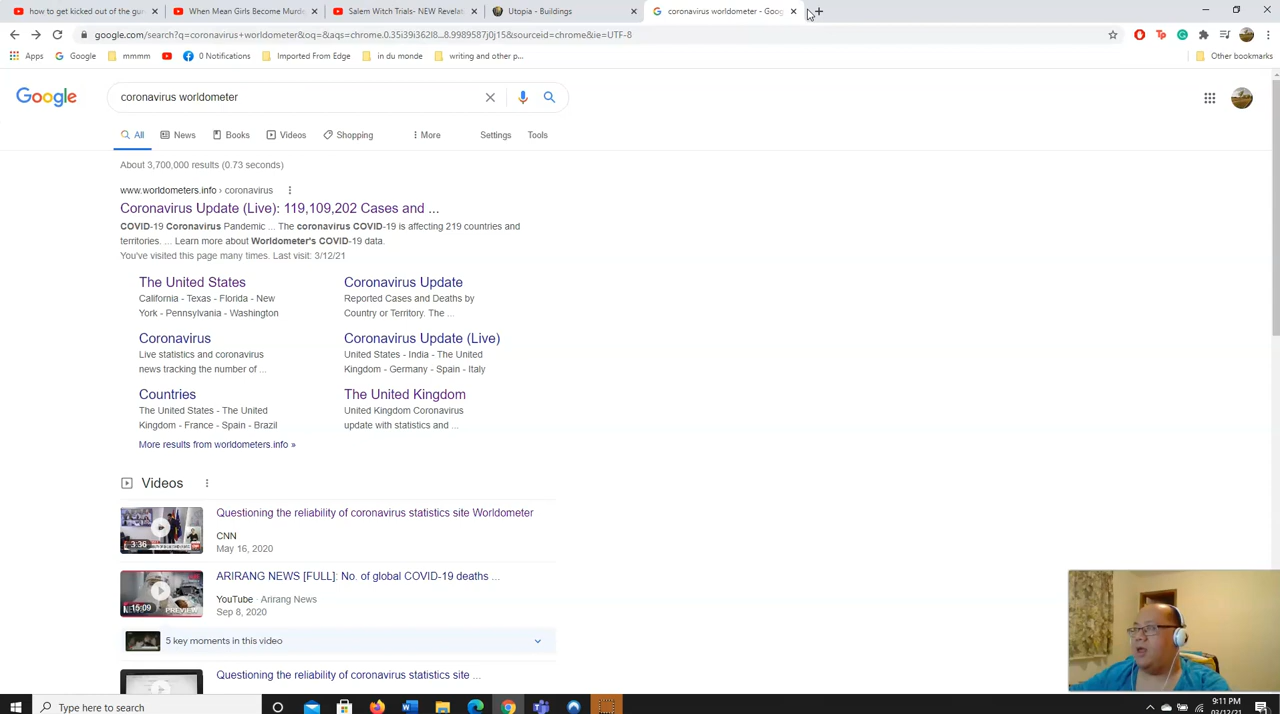 how to get kicked out of the gu
When Mean Girls Become Murde
Salem Witch Trials- NEW Revelat
Utopia - Buildings
coronavirus worldometer - Goog
google.com/search?q=coronavirus+worldometer&oq=&aqs=chrome.0.35i39i362l8...8.9989587j0j15&sourceid=chrome&ie=UTF-8
Apps
Google
mmmm
0 Notifications
Imported From Edge
in du monde
writing and other p...
Other bookmarks
Google
coronavirus worldometer
All
News
Books
Videos
Shopping
More
Settings
Tools
About 3,700,000 results (0.73 seconds)
www.worldometers.info › coronavirus
Coronavirus Update (Live): 119,109,202 Cases and ...
COVID-19 Coronavirus Pandemic ... The coronavirus COVID-19 is affecting 219 countries and
territories. ... Learn more about Worldometer's COVID-19 data.
You've visited this page many times. Last visit: 3/12/21
The United States
California - Texas - Florida - New
York - Pennsylvania - Washington
Coronavirus Update
Reported Cases and Deaths by
Country or Territory. The ...
Coronavirus
Live statistics and coronavirus
news tracking the number of ...
Coronavirus Update (Live)
United States - India - The United
Kingdom - Germany - Spain - Italy
Countries
The United States - The United
Kingdom - France - Spain - Brazil
The United Kingdom
United Kingdom Coronavirus
update with statistics and ...
More results from worldometers.info »
Videos
3:36
Questioning the reliability of coronavirus statistics site Worldometer
CNN
May 16, 2020
15:09
PREVIEW
ARIRANG NEWS [FULL]: No. of global COVID-19 deaths ...
YouTube · Arirang News
Sep 8, 2020
5 key moments in this video
Questioning the reliability of coronavirus statistics site ...
Type here to search
9:11 PM
03/12/21